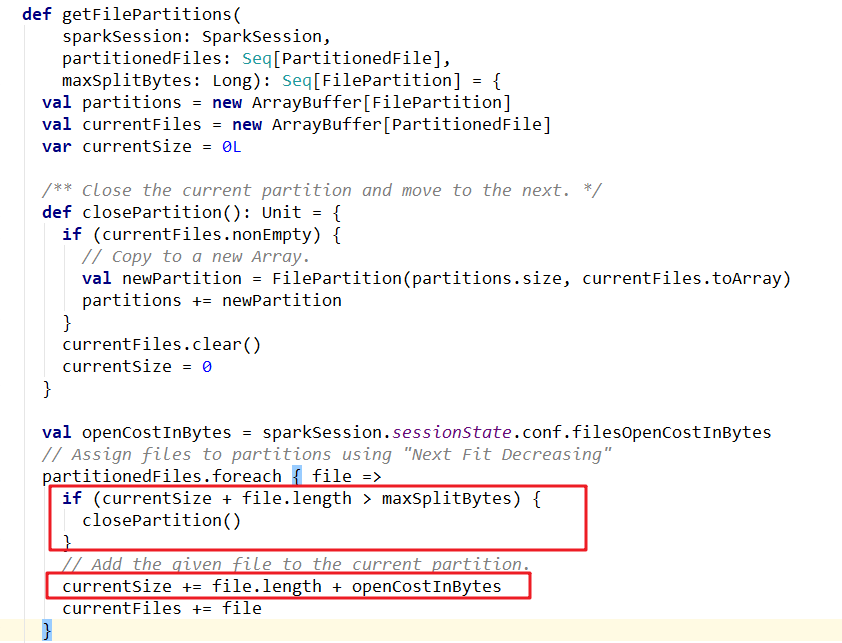 def getFilePartitions(
sparkSession: SparkSession,
partitionedFiles: Seq[PartitionedFile],
maxSplitBytes: Long): Seq[FilePartition] = {
val partitions = new ArrayBuffer[FilePartition]
val currentFiles = new ArrayBuffer[PartitionedFile]
var currentSize = 0L
/** Close the current partition and move to the next. */
def closePartition(): Unit = {
if (currentFiles.nonEmpty) {
// Copy to a new Array.
val newPartition = FilePartition(partitions.size, currentFiles.toArray)
partitions += newPartition
}
currentFiles.clear()
currentSize = 0
}
val openCostInBytes = sparkSession.sessionState.conf.filesOpenCostInBytes
// Assign files to partitions using "Next Fit Decreasing"
partitionedFiles.foreach { file =>
if (currentSize + file.length > maxSplitBytes) {
closePartition()
}
// Add the given file to the current partition.
currentSize += file.length + openCostInBytes
currentFiles += file
}